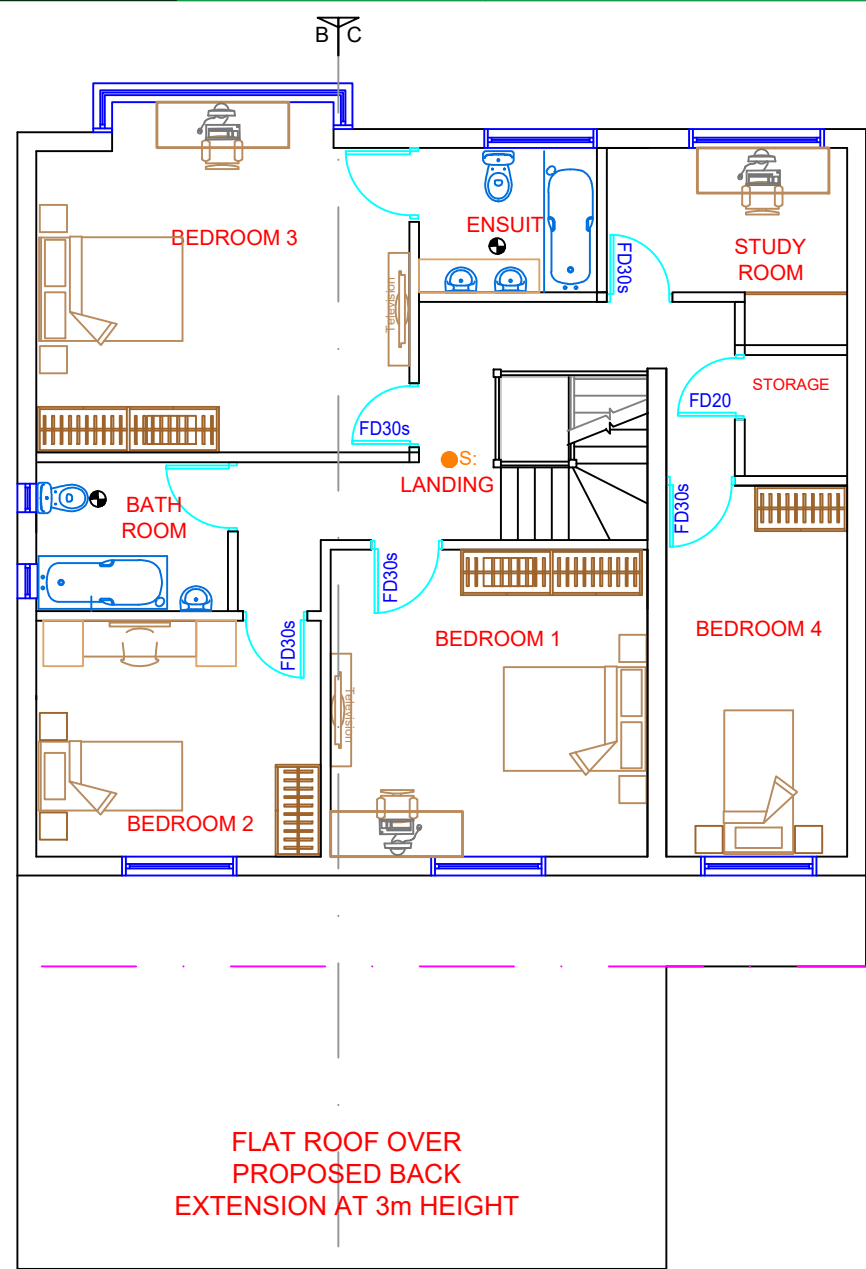 B C
BEDROOM 3
ENSUIT
STUDY
ROOM
FD30s
Television
STORAGE
FD20
FD30s
S:
LANDING
FD30s
BATH
ROOM
FD30s
FD30s
BEDROOM 1
BEDROOM 4
Television
BEDROOM 2
FLAT ROOF OVER
PROPOSED BACK
EXTENSION AT 3m HEIGHT